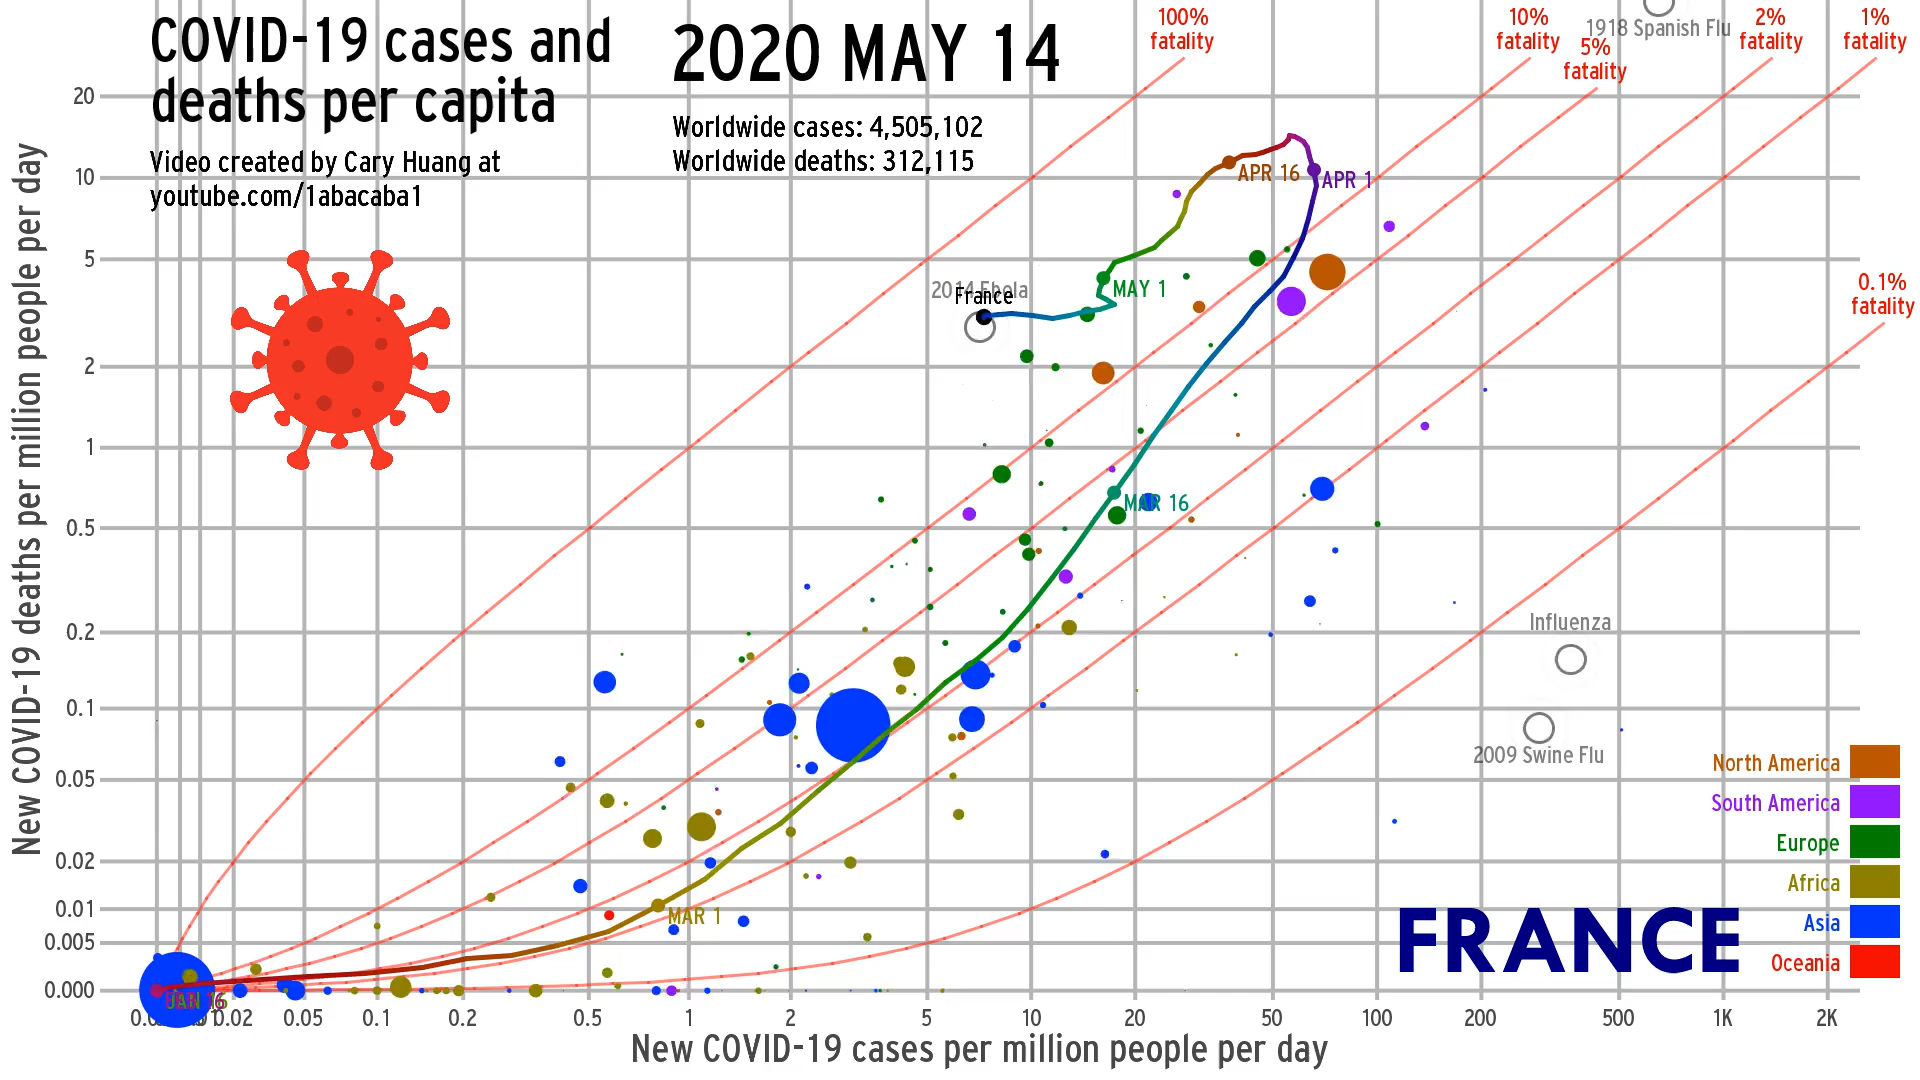 COVID-19 cases and
deaths per capita
Video created by Cary Huang at
youtube.com/1abacaba1
2020 MAY 14
Worldwide cases: 4,505,102
Worldwide deaths: 312,115
100%
fatality
10%
fatality
5%
fatality
1918 Spanish Flu
2%
fatality
1%
fatality
0.1%
fatality
New COVID-19 deaths per million people per day
20
10
5
2
1
0.5
0.2
0.1
0.05
0.02
0.01
0.005
0.000
APR 16
APR 1
MAY 1
2014 Ebola
France
MAR 16
MAR 1
Influenza
2009 Swine Flu
North America
South America
Europe
Africa
Asia
Oceania
FRANCE
0.02
0.05
0.1
0.2
0.5
1
2
5
10
20
50
100
200
500
1K
2K
New COVID-19 cases per million people per day